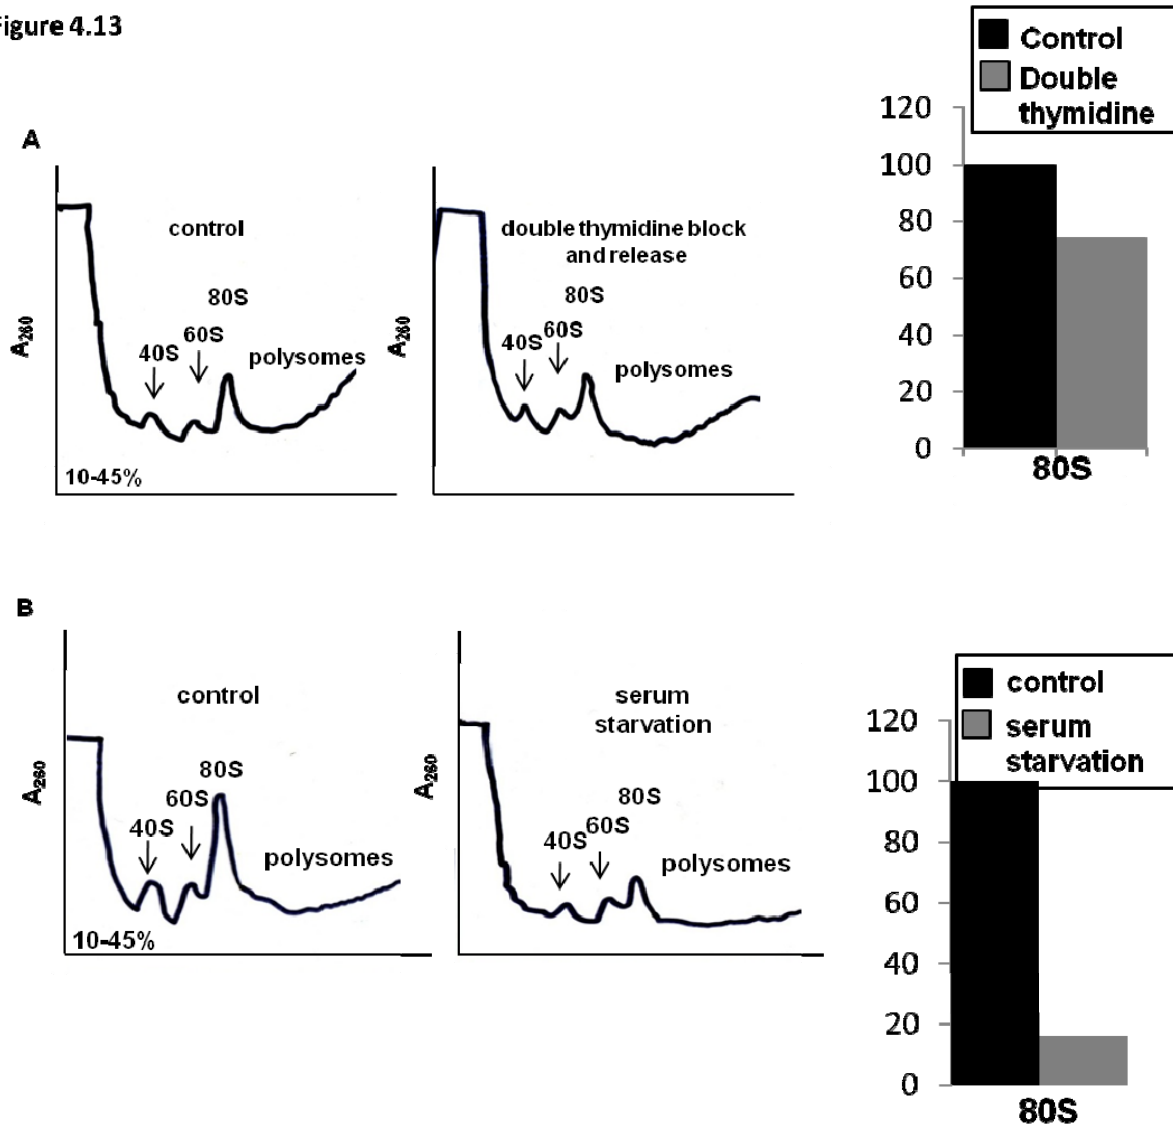 Figure 4.13
A
control
80S
60S
40S
polysomes
A260
10-45%
double thymidine block
and release
80S
60S
40S
polysomes
A260
Control
Double
thymidine
120
100
80
60
40
20
0
80S
B
control
80S
60S
40S
polysomes
A260
10-45%
serum
starvation
80S
60S
40S
polysomes
A260
control
serum
starvation
120
100
80
60
40
20
0
80S